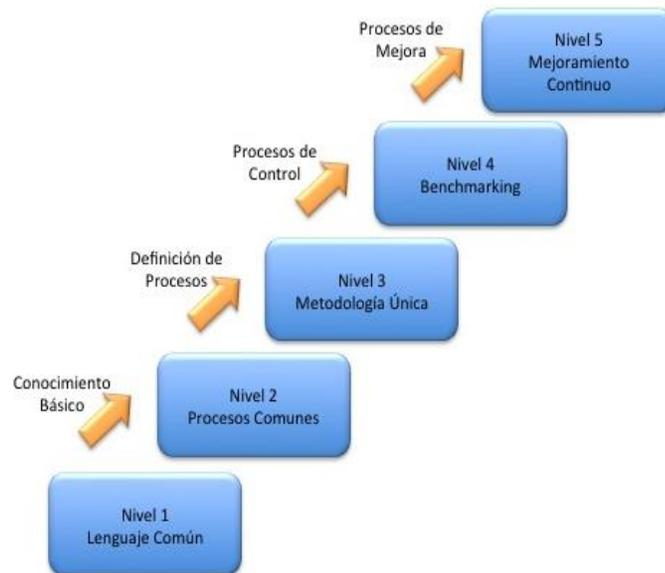 Procesos de
Mejora
Nivel 5
Mejoramiento
Continuo
Procesos de
Control
Nivel 4
Benchmarking
Definición de
Procesos
Nivel 3
Metodología Única
Conocimiento
Básico
Nivel 2
Procesos Comunes
Nivel 1
Lenguaje Común